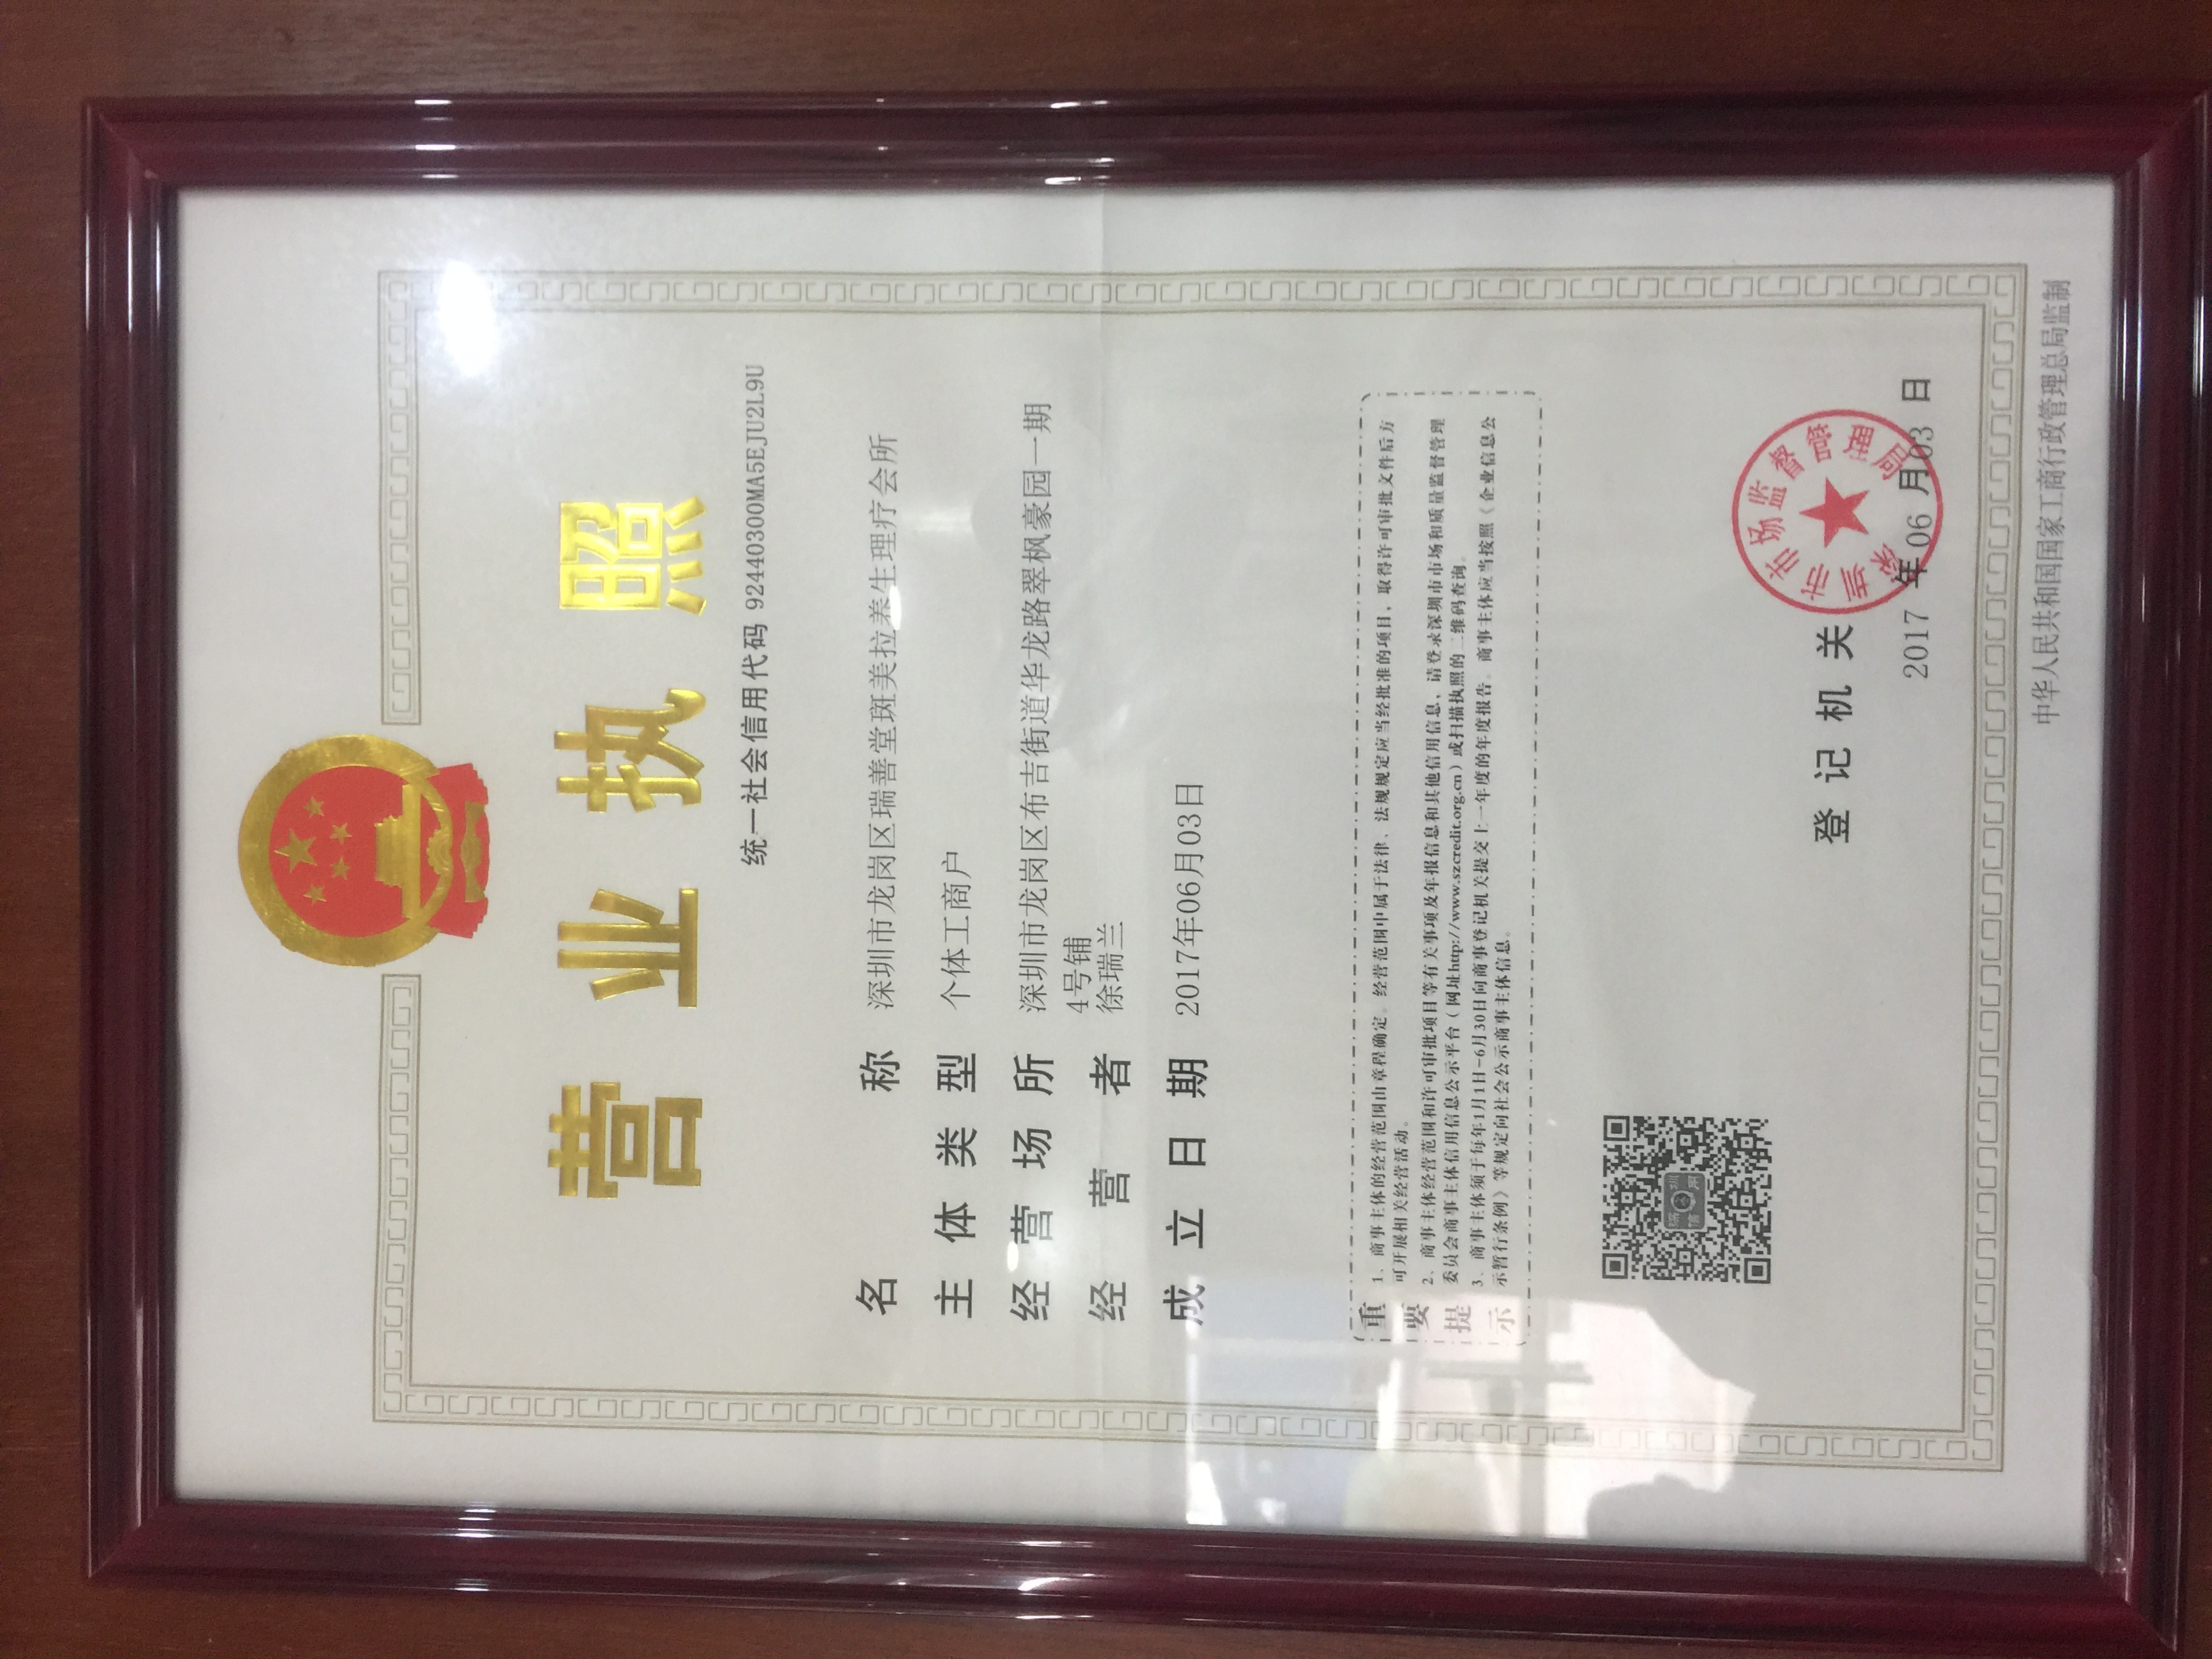 营业执照
统一社会信用代码 92440300MA5EJU2L9U
名称 深圳市龙岗区瑞善堂斑美拉养生理疗会所
主体类型 个体工商户
经营场所 深圳市龙岗区布吉街道华龙路翠枫豪园一期
4号铺
经营者 徐瑞兰
成立日期 2017年06月03日
重要提示
1、商事主体的经营范围由章程确定。经营范围中属于法律、法规规定应当经批准的项目，取得许可审批文件后方
可开展相关经营活动。
2、商事主体经营范围和许可审批项目等有关事项及年报信息和其他信用信息，请登录深圳市市场和质量监督管理
委员会商事主体信用信息公示平台（网址http://www.szcredit.org.cn）或扫描执照的二维码查询。
3、商事主体须于每年1月1日-6月30日向商事登记机关提交上一年度的年度报告。商事主体应当按照《企业信息公
示暂行条例》等规定向社会公示商事主体信息。
深圳
信用
登记机关
深圳市市场监督管理局
2017年06月03日
中华人民共和国国家工商行政管理总局监制